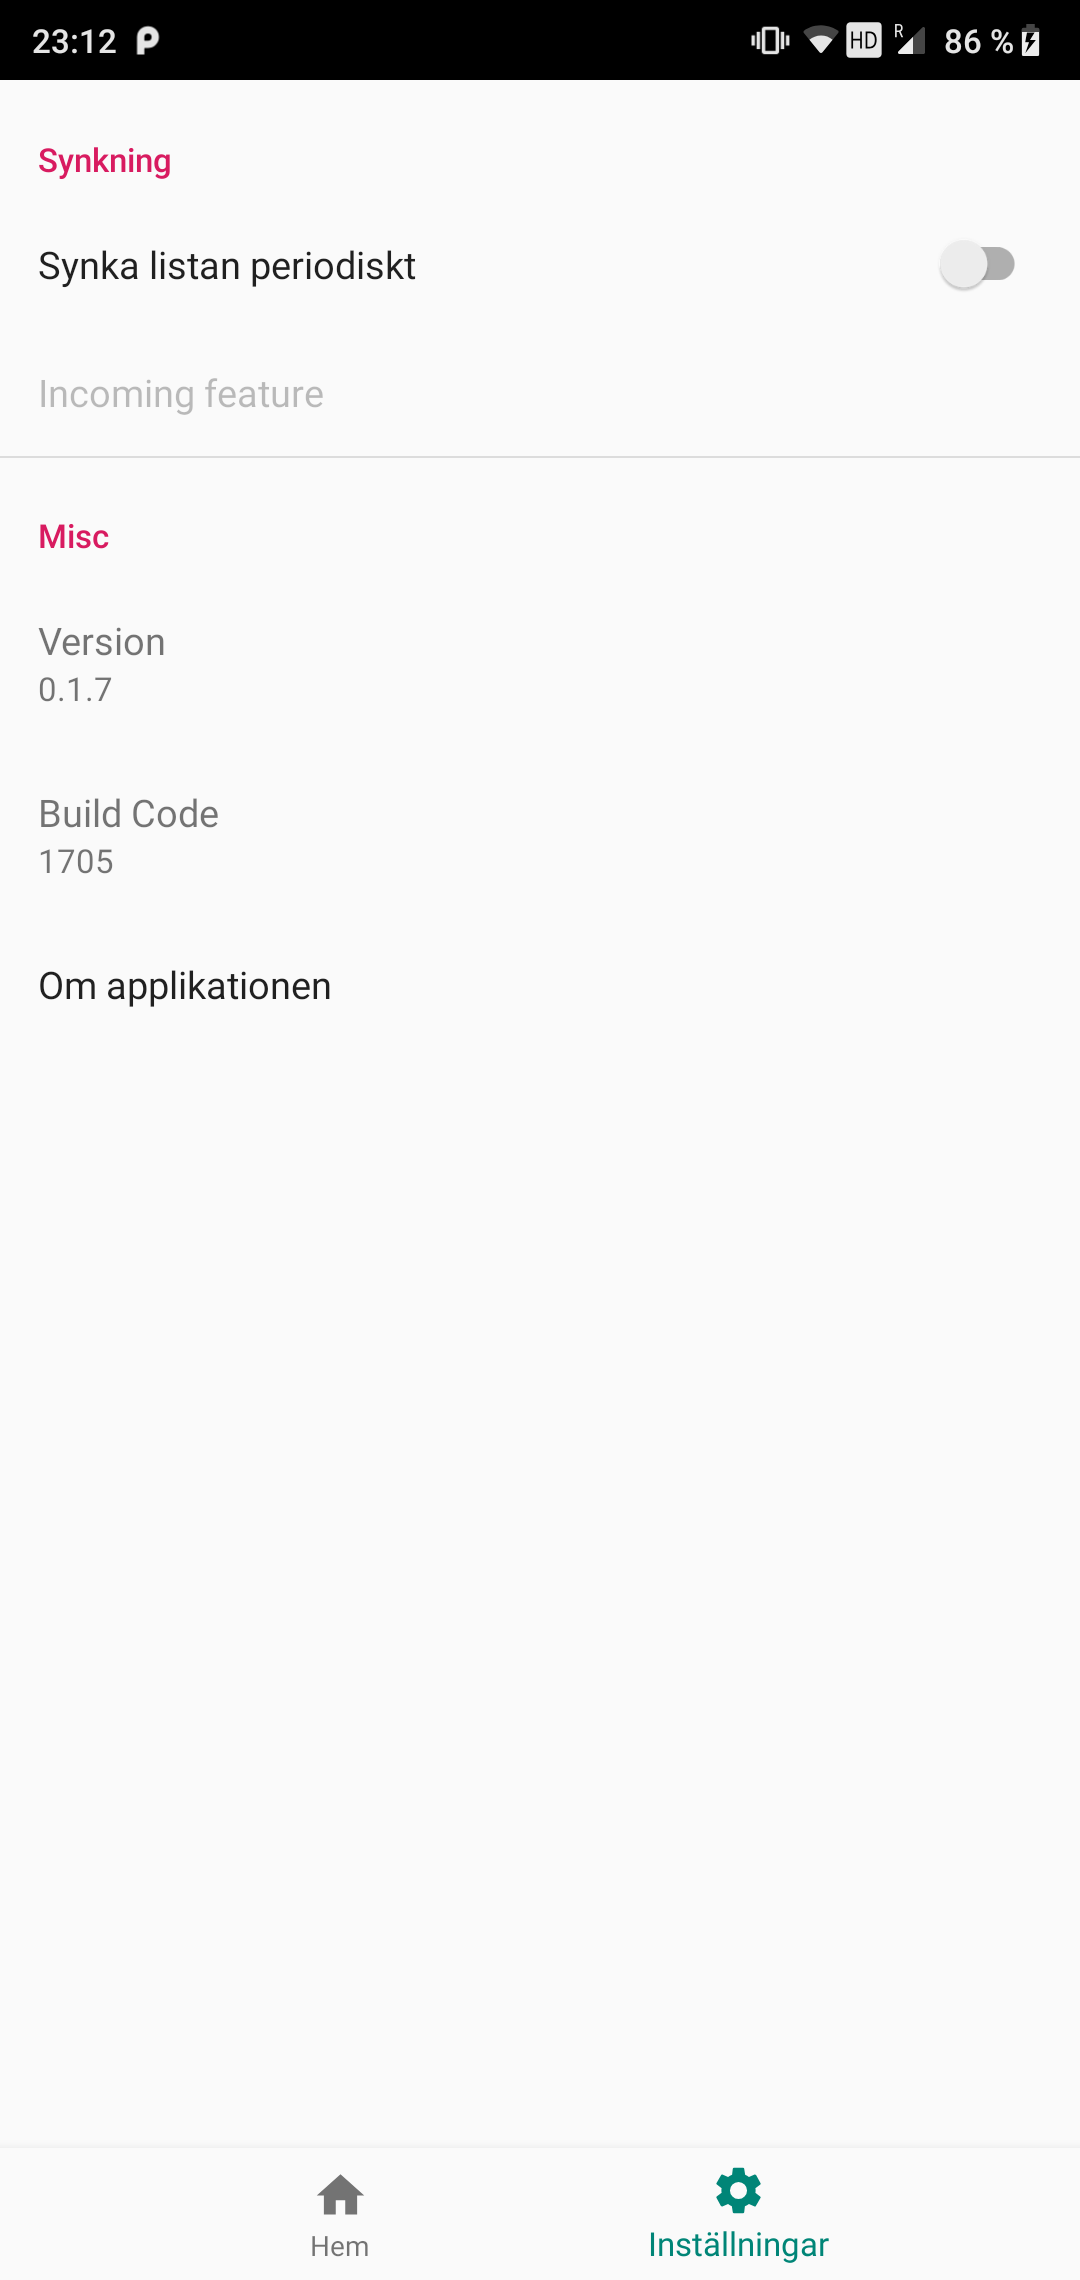 23:12
HD R 86 %
Synkning
Synka listan periodiskt
Incoming feature
Misc
Version
0.1.7
Build Code
1705
Om applikationen
Hem
Inställningar